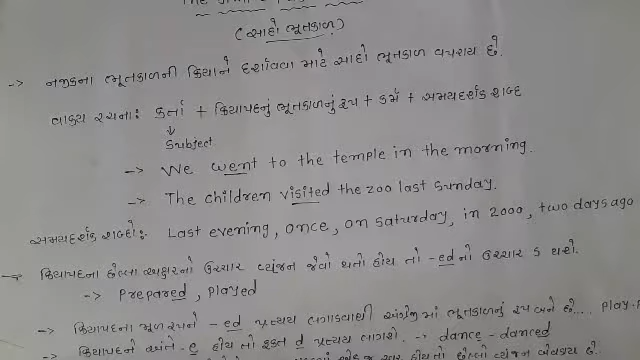 (સાદો ભૂતકાળ)
-> નજીકના ભૂતકાળની ક્રિયાને દર્શાવવા માટે સાદો ભૂતકાળ વપરાય છે.
વાક્ય રચના: કર્તા + ક્રિયાપદનું ભૂતકાળનું રૂપ + કર્મ + સમયદર્શક શબ્દ
↓
Subject
-> We went to the temple in the morning.
-> The children visited the zoo last sunday.
સમયદર્શક શબ્દો:- Last evening, once, on saturday, in 2000, two days ago
-> ક્રિયાપદના છેલ્લા અક્ષરનો ઉચ્ચાર વ્યંજન જેવો થતો હોય તો -ed નો ઉચ્ચાર ડ થશે.
-> Prepared, played
-> ક્રિયાપદના મૂળ રૂપને -ed પ્રત્યય લગાડવાથી અંગ્રેજીમાં ભૂતકાળનું રૂપ બને છે.... play-
-> ક્રિયાપદને અંતે -e હોય તો ફક્ત d પ્રત્યય લાગશે. -> dance - danced